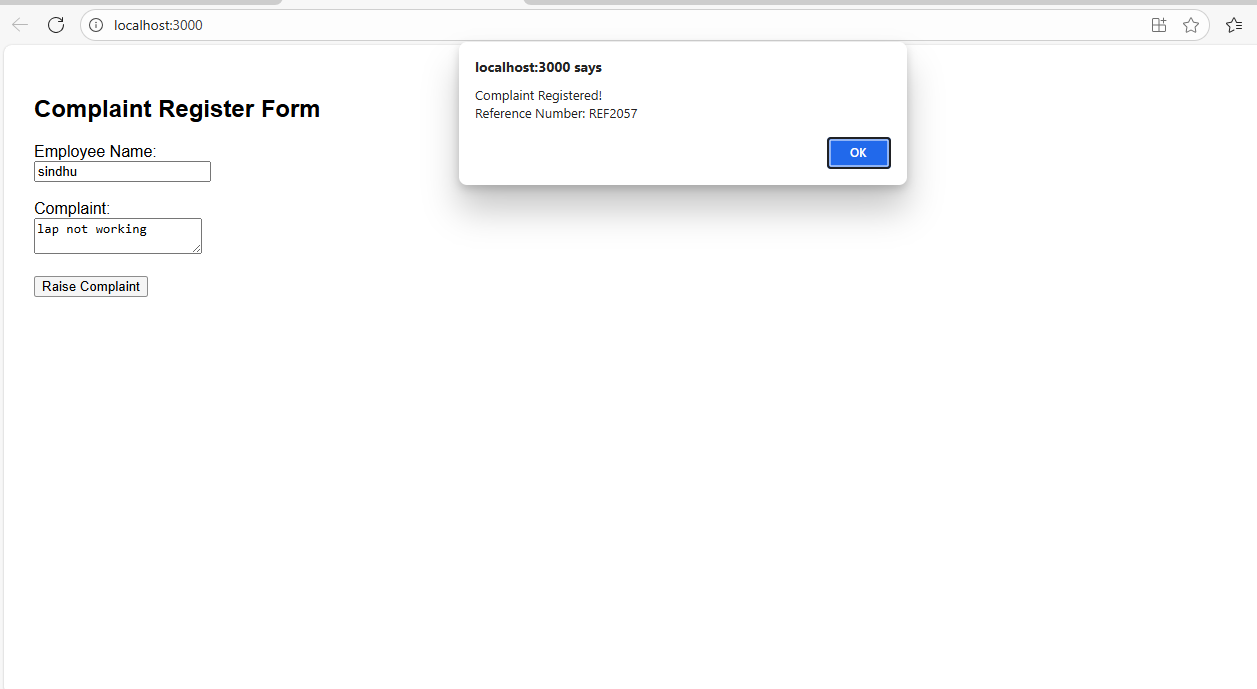 localhost:3000
localhost:3000 says
Complaint Registered!
Reference Number: REF2057
OK
Complaint Register Form
Employee Name:
sindhu
Complaint:
lap not working
Raise Complaint